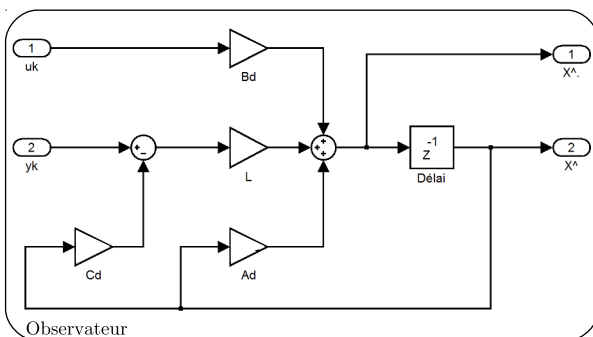 1
uk
Bd
1
X^.
2
yk
L
z-1
Délai
2
X^
Cd
Ad
Observateur